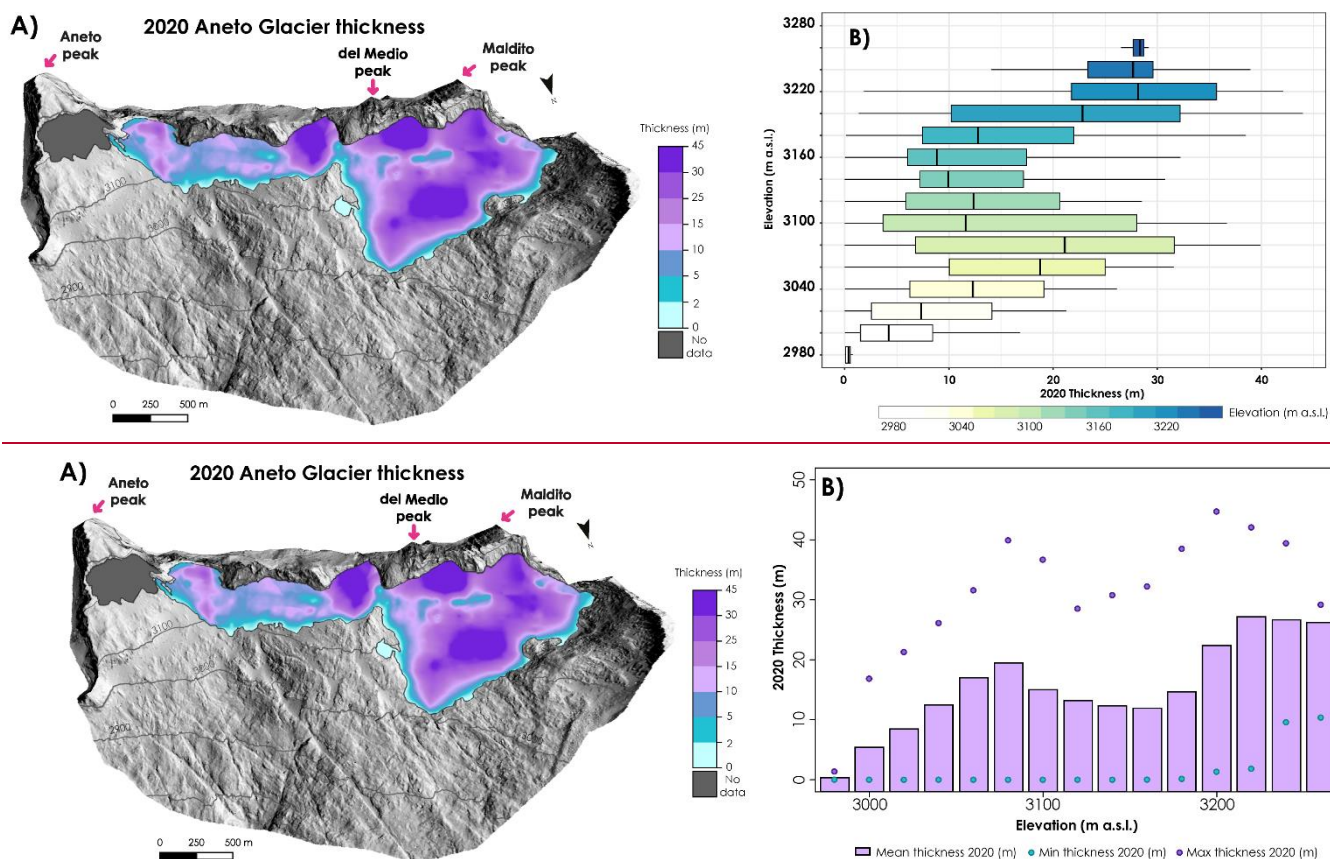 A)
2020 Aneto Glacier thickness
Aneto
peak
del Medio
peak
Maldito
peak
N
3100
2900
Thickness (m)
45
30
25
15
10
5
2
0
No
data
0 250 500 m
B)
Elevation (m a.s.l.)
3280
3220
3160
3100
3040
2980
0 10 20 30 40
2020 Thickness (m)
2980 3040 3100 3160 3220
Elevation (m a.s.l.)
A)
2020 Aneto Glacier thickness
Aneto
peak
del Medio
peak
Maldito
peak
N
3100
2900
Thickness (m)
45
30
25
15
10
5
2
0
No
data
0 250 500 m
B)
2020 Thickness (m)
50
40
30
20
10
0
3000 3100 3200
Elevation (m a.s.l.)
Mean thickness 2020 (m) Min thickness 2020 (m) Max thickness 2020 (m)